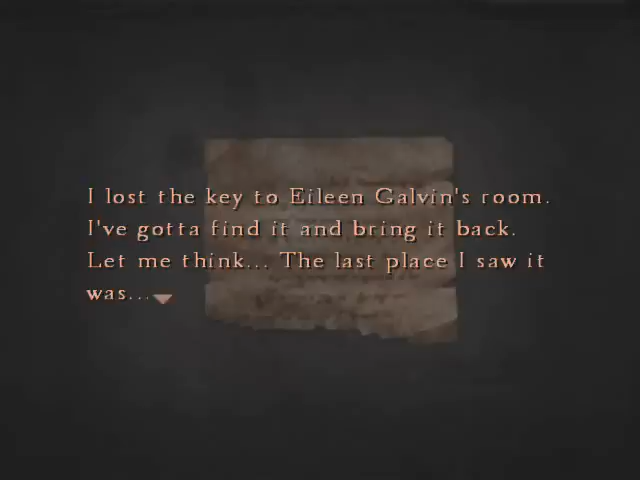 I lost the key to Eileen Galvin's room.
I've gotta find it and bring it back.
Let me think... The last place I saw it
was...